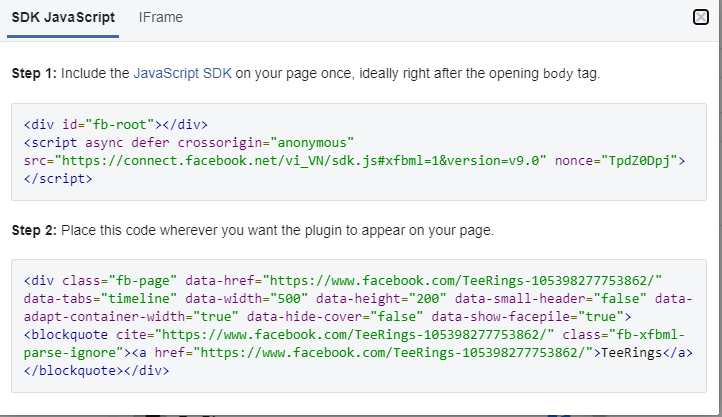 SDK JavaScript IFrame
Step 1: Include the JavaScript SDK on your page once, ideally right after the opening body tag.
<div id="fb-root"></div>
<script async defer crossorigin="anonymous"
src="https://connect.facebook.net/vi_VN/sdk.js#xfbml=1&version=v9.0" nonce="TpdZ0Dpj">
</script>
Step 2: Place this code wherever you want the plugin to appear on your page.
<div class="fb-page" data-href="https://www.facebook.com/TeeRings-105398277753862/"
data-tabs="timeline" data-width="500" data-height="200" data-small-header="false" data-
adapt-container-width="true" data-hide-cover="false" data-show-facepile="true">
<blockquote cite="https://www.facebook.com/TeeRings-105398277753862/" class="fb-xfbml-
parse-ignore"><a href="https://www.facebook.com/TeeRings-105398277753862/">TeeRings</a>
</blockquote></div>